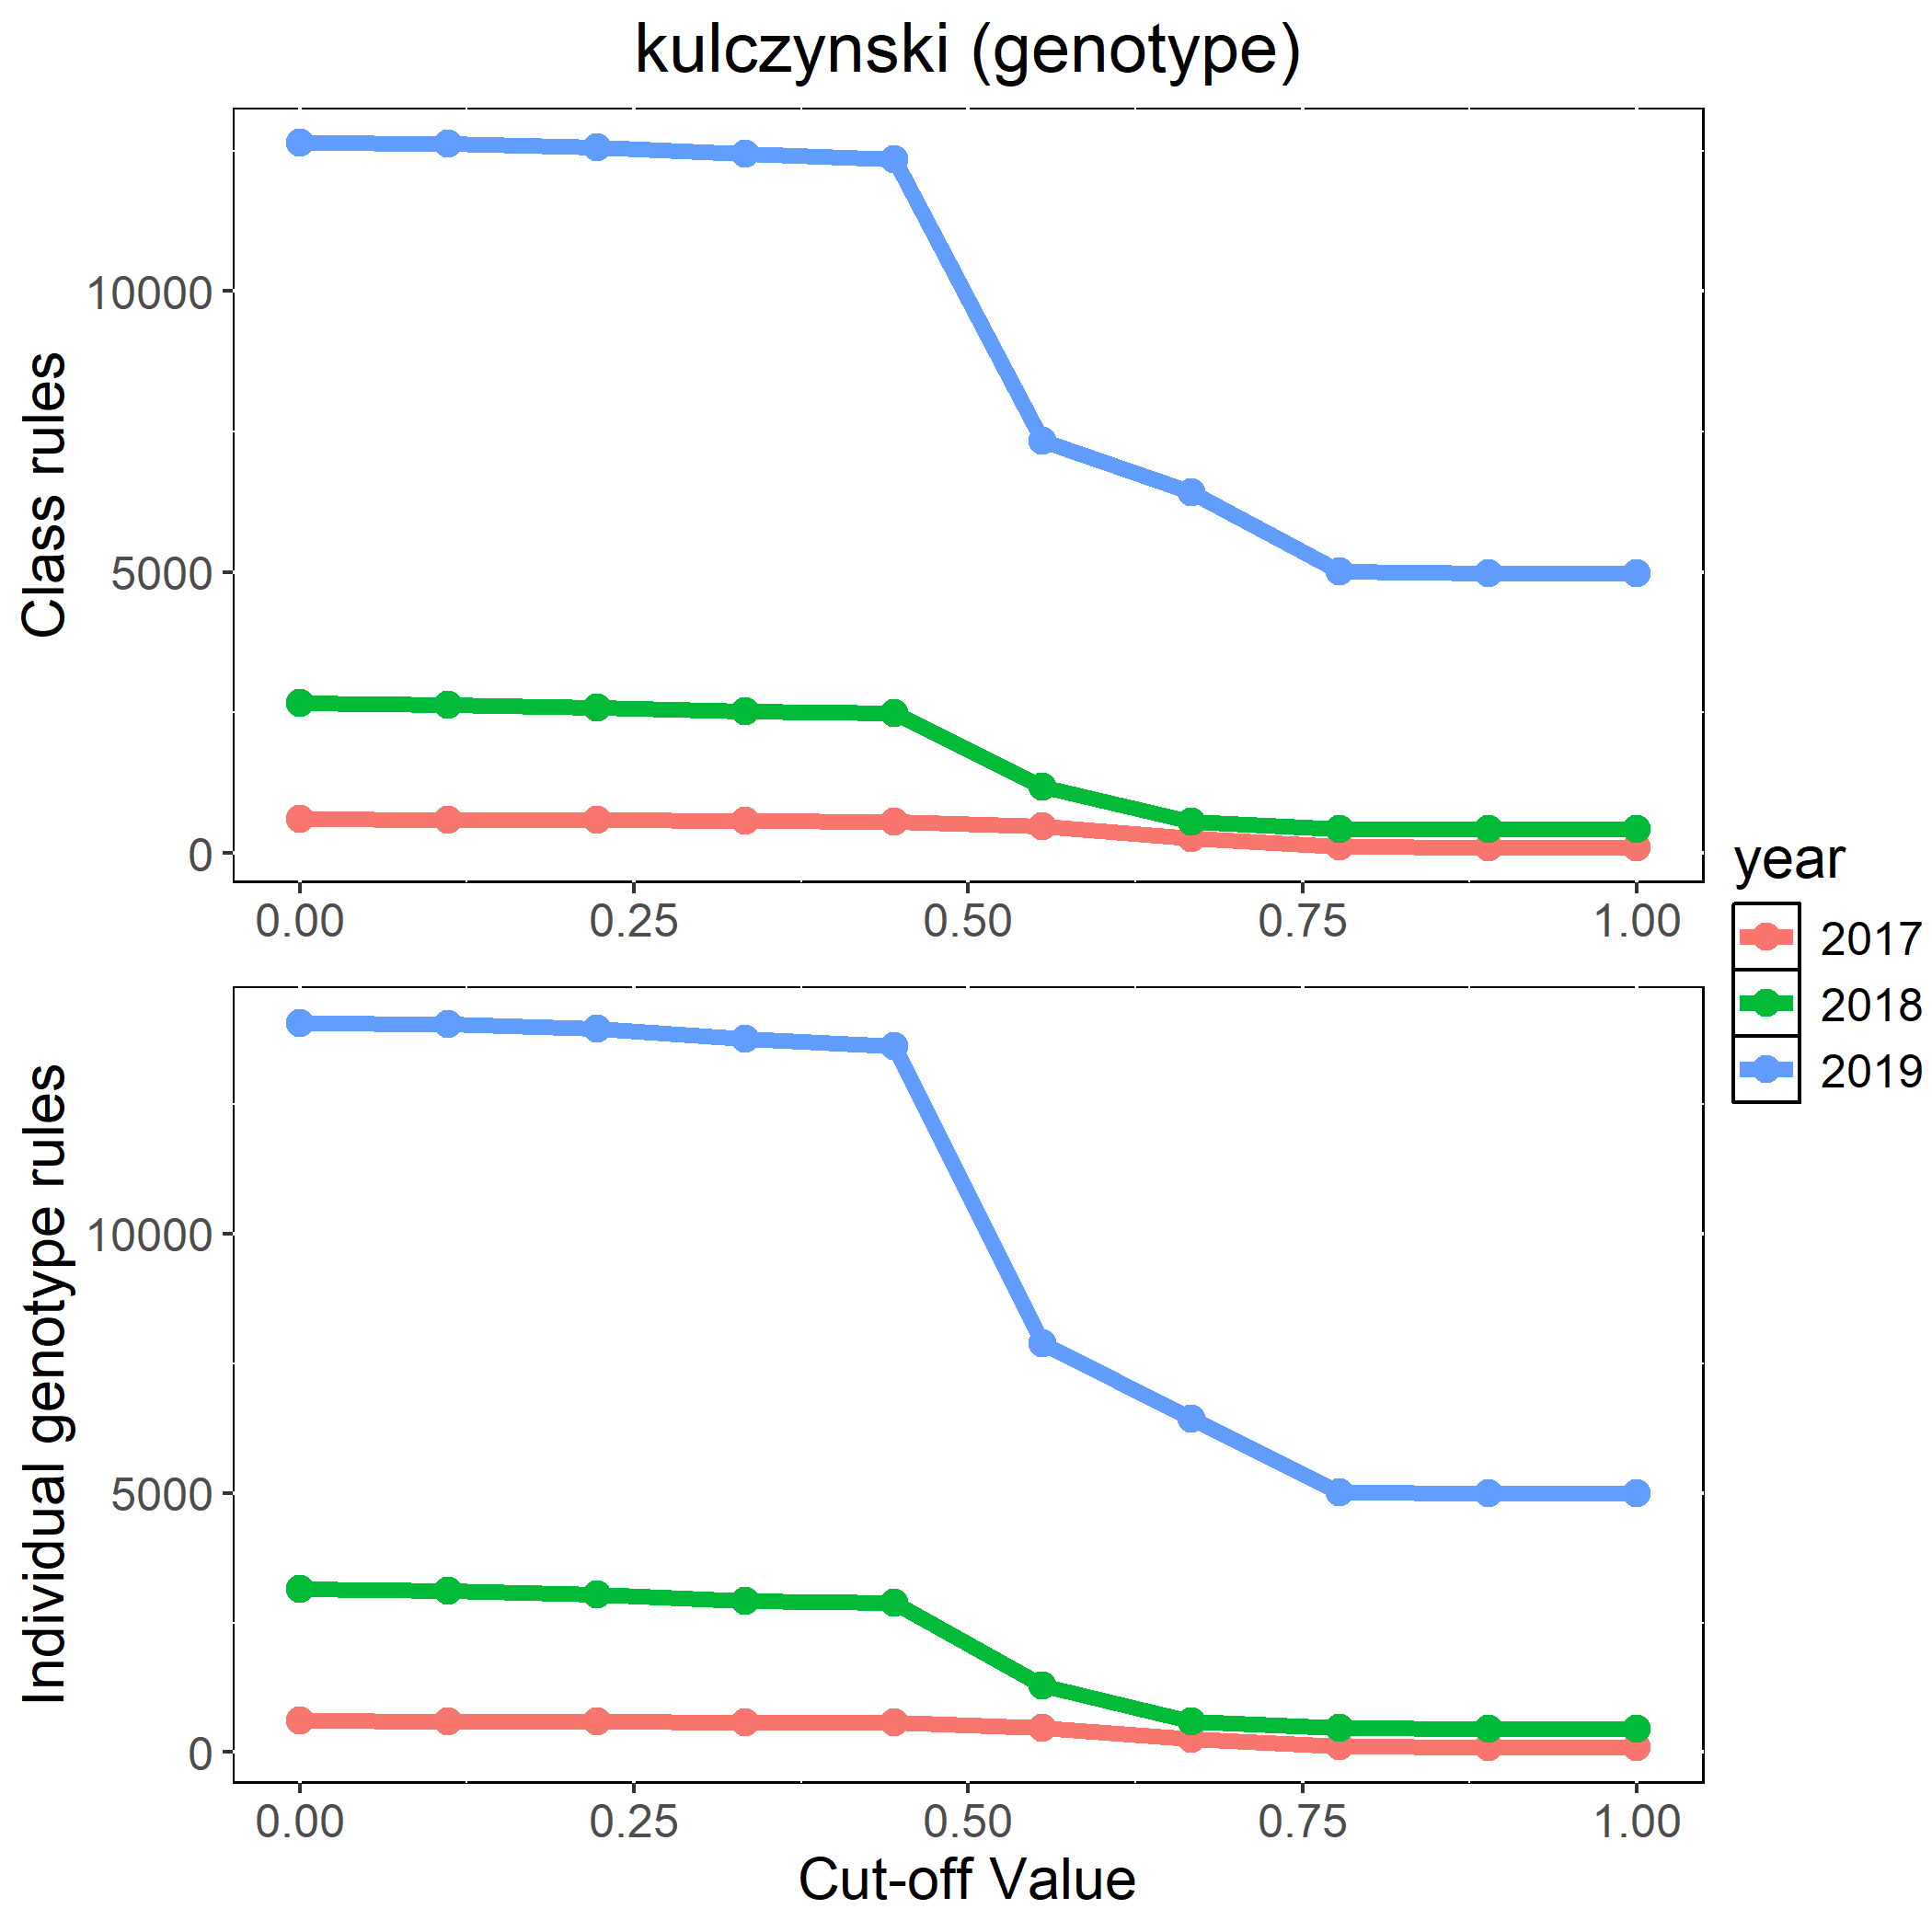 kulczynski (genotype)
Class rules
10000
5000
0
0.00 0.25 0.50 0.75 1.00
year
2017
2018
2019
Individual genotype rules
10000
5000
0
0.00 0.25 0.50 0.75 1.00
Cut-off Value